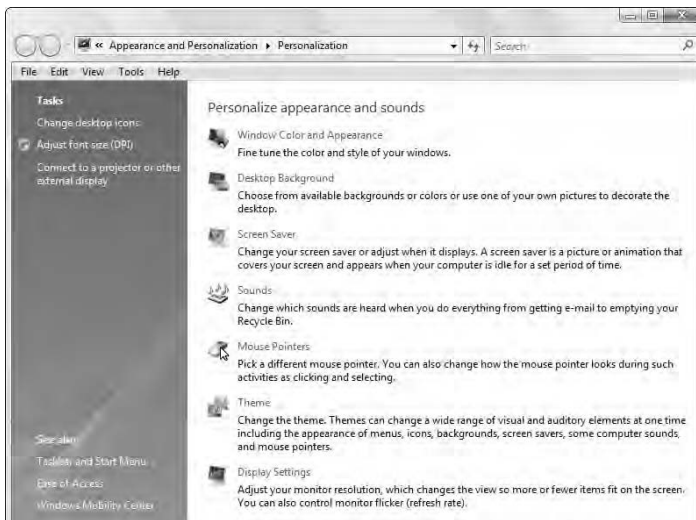 « Appearance and Personalization ▸ Personalization
Search
File Edit View Tools Help
Tasks
Change desktop icons
Adjust font size (DPI)
Connect to a projector or other
external display
See also
Taskbar and Start Menu
Ease of Access
Windows Mobility Center
Personalize appearance and sounds
Window Color and Appearance
Fine tune the color and style of your windows.
Desktop Background
Choose from available backgrounds or colors or use one of your own pictures to decorate the
desktop.
Screen Saver
Change your screen saver or adjust when it displays. A screen saver is a picture or animation that
covers your screen and appears when your computer is idle for a set period of time.
Sounds
Change which sounds are heard when you do everything from getting e-mail to emptying your
Recycle Bin.
Mouse Pointers
Pick a different mouse pointer. You can also change how the mouse pointer looks during such
activities as clicking and selecting.
Theme
Change the theme. Themes can change a wide range of visual and auditory elements at one time
including the appearance of menus, icons, backgrounds, screen savers, some computer sounds,
and mouse pointers.
Display Settings
Adjust your monitor resolution, which changes the view so more or fewer items fit on the screen.
You can also control monitor flicker (refresh rate).